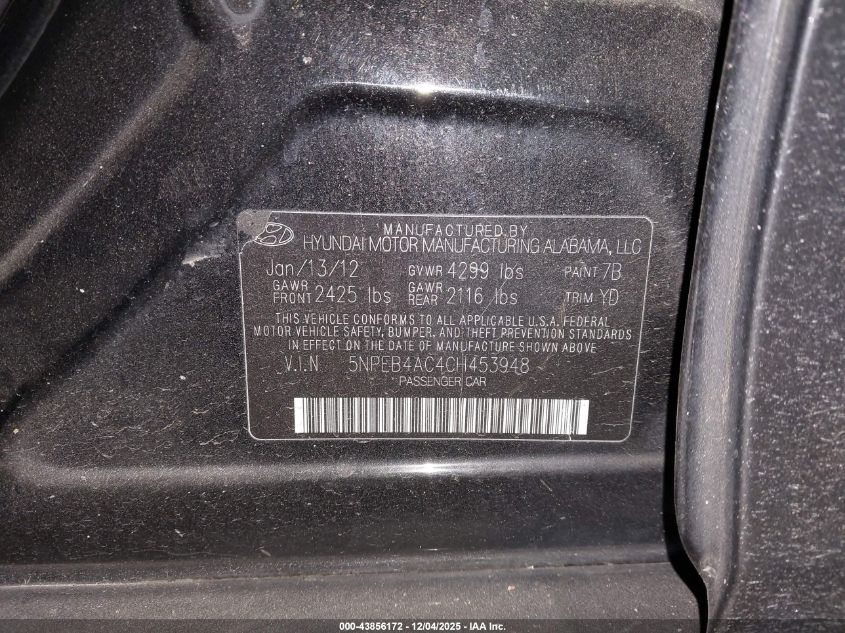 MANUFACTURED BY
HYUNDAI MOTOR MANUFACTURING ALABAMA, LLC
Jan/13/12 GVWR 4299 lbs PAINT 7B
GAWR FRONT 2425 lbs GAWR REAR 2116 lbs TRIM YD
THIS VEHICLE CONFORMS TO ALL APPLICABLE U.S.A. FEDERAL
MOTOR VEHICLE SAFETY, BUMPER, AND THEFT PREVENTION STANDARDS
IN EFFECT ON THE DATE OF MANUFACTURE SHOWN ABOVE.
V.I.N 5NPEB4AC4CH453948
PASSENGER CAR
000-43856172 - 12/04/2025 - IAA Inc.